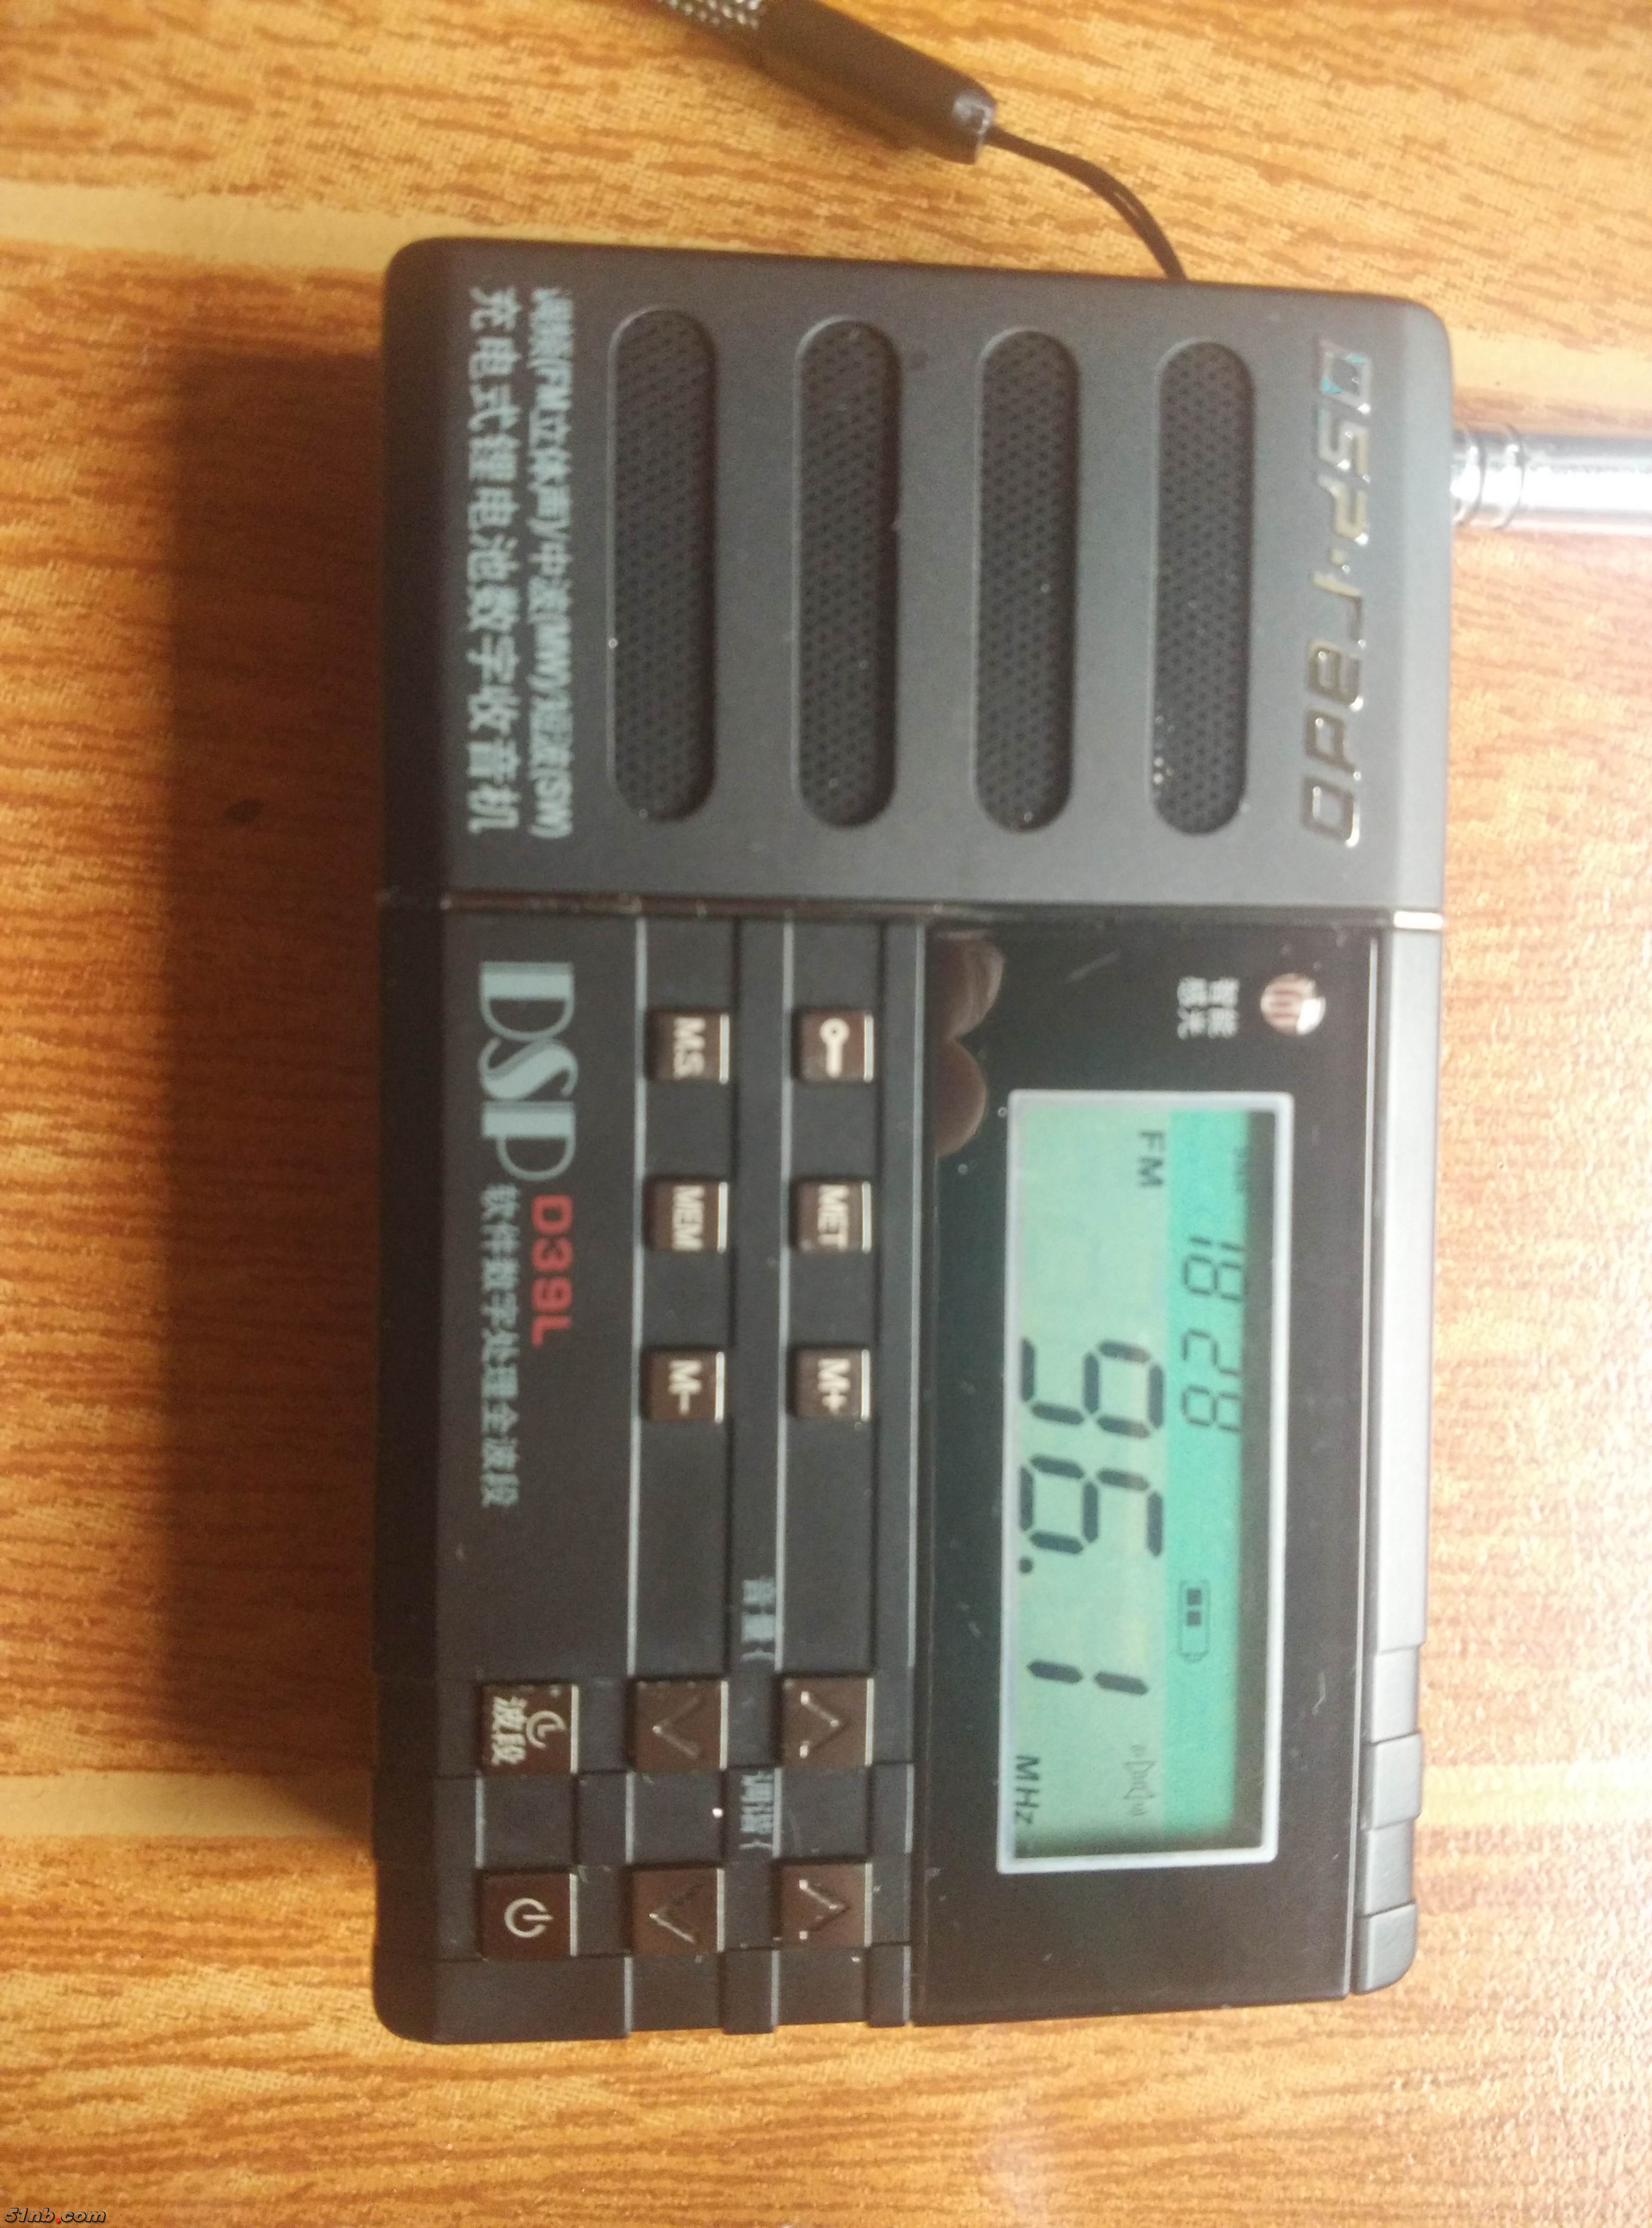 DSP·radio
调频(FM立体声)/中波(MW)/短波(SW)
充电式锂电池数字收音机
智能
感光
18 28
FM
96.1
MHz
MET
M+
M.S
MEM
M-
音量
调谐
DSP D39L
软件数字处理全波段
波段
51nb.com